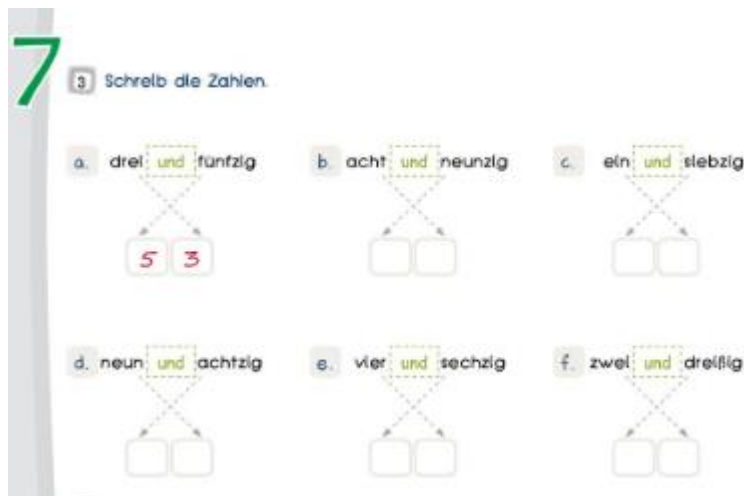 7
3 Schreib die Zahlen.
a. drei und fünfzig b. acht und neunzig c. ein und siebzig
5 3
d. neun und achtzig e. vier und sechzig f. zwei und dreißig